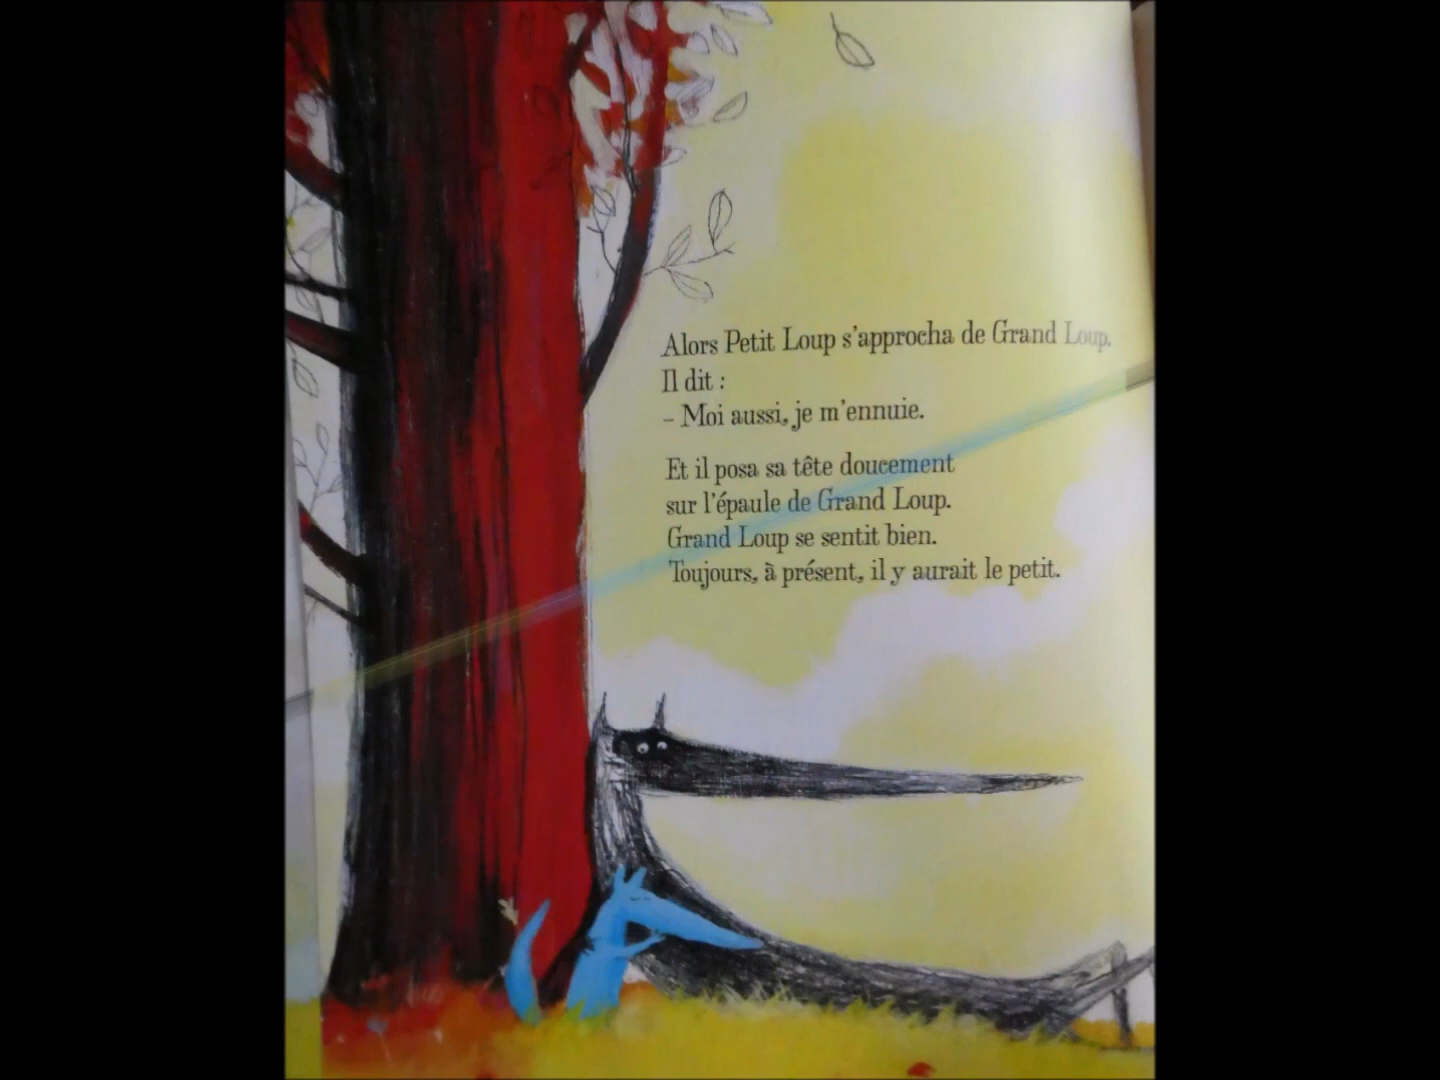 Alors Petit Loup s'approcha de Grand Loup.
Il dit :
– Moi aussi, je m'ennuie.
Et il posa sa tête doucement
sur l'épaule de Grand Loup.
Grand Loup se sentit bien.
Toujours, à présent, il y aurait le petit.